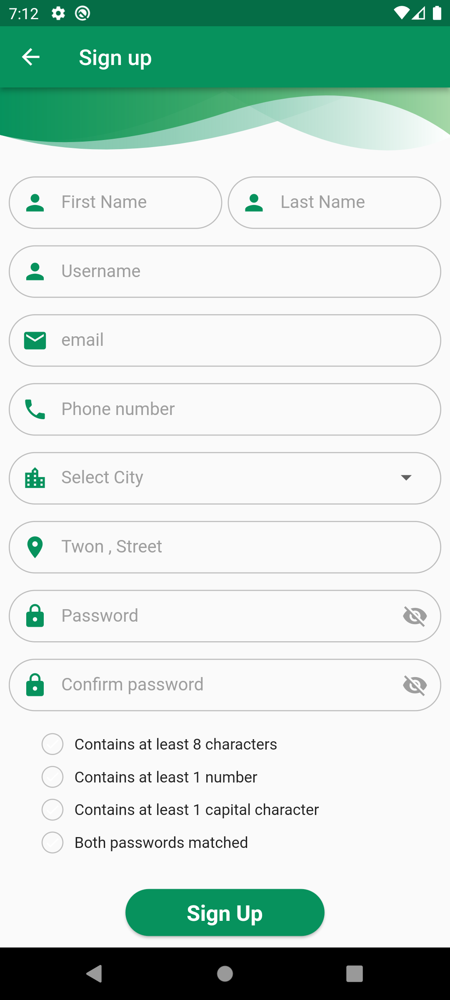 7:12
Sign up
First Name
Last Name
Username
email
Phone number
Select City
Twon , Street
Password
Confirm password
Contains at least 8 characters
Contains at least 1 number
Contains at least 1 capital character
Both passwords matched
Sign Up